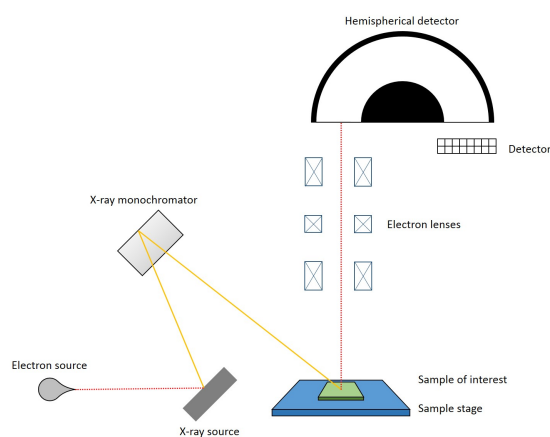 Hemispherical detector
Detector
X-ray monochromator
Electron lenses
Electron source
Sample of interest
Sample stage
X-ray source